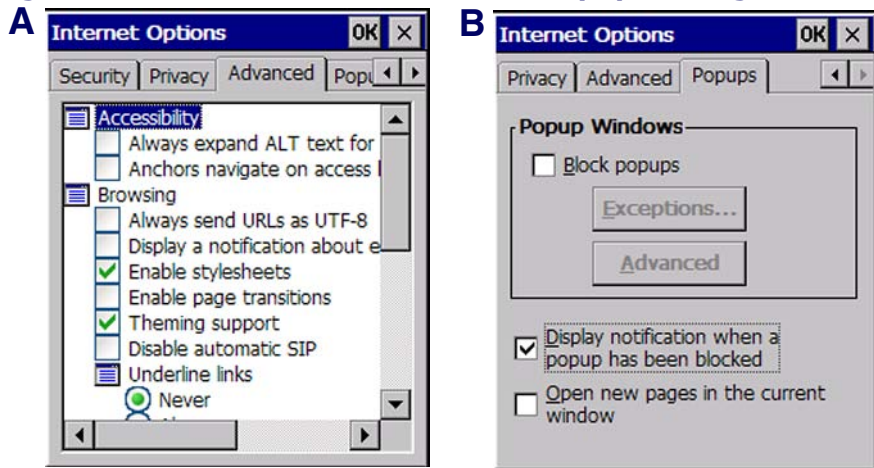 A
Internet Options OK
Security Privacy Advanced Popu
Accessibility
Always expand ALT text for
Anchors navigate on access
Browsing
Always send URLs as UTF-8
Display a notification about e
Enable stylesheets
Enable page transitions
Theming support
Disable automatic SIP
Underline links
Never
B
Internet Options OK
Privacy Advanced Popups
Popup Windows
Block popups
Exceptions...
Advanced
Display notification when a
popup has been blocked
Open new pages in the current
window